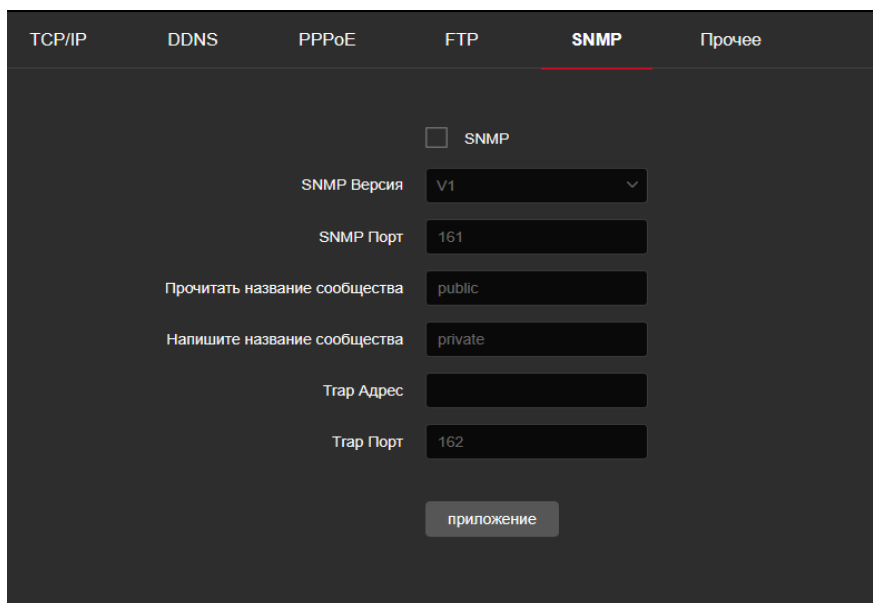 TCP/IP DDNS PPPoE FTP SNMP Прочее
SNMP
SNMP Версия V1
SNMP Порт 161
Прочитать название сообщества public
Напишите название сообщества private
Trap Адрес
Trap Порт 162
приложение